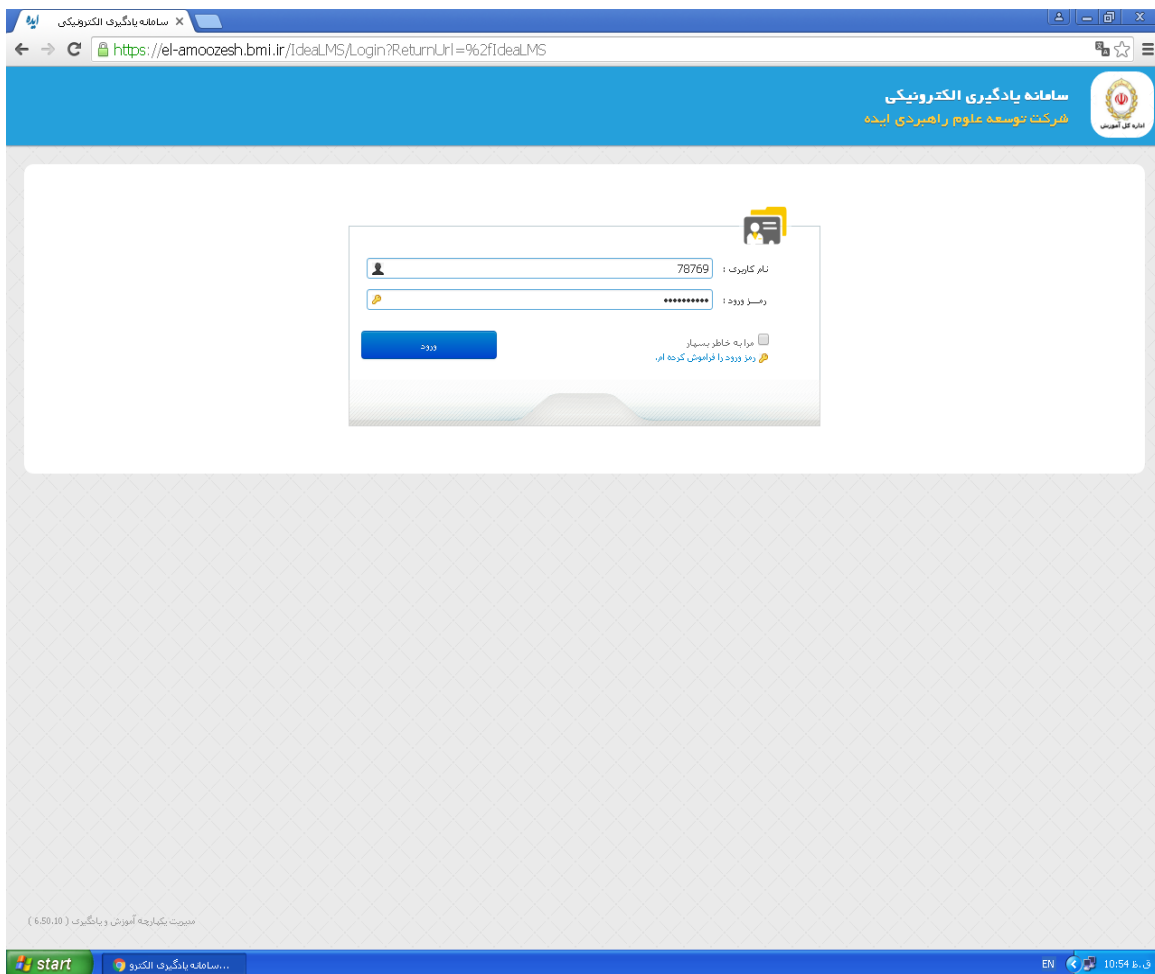 سامانه یادگیری الکترونیکی
https://el-amoozesh.bmi.ir/IdeaLMS/Login?ReturnUrl=%2fIdeaLMS
سامانه یادگیری الکترونیکی
شرکت توسعه علوم راهبردی ایده
اداره کل آموزش
نام کاربری : 78769
رمــز ورود : ••••••••••
مرا به خاطر بسپار
ورود
رمز ورود را فراموش کرده ام.
مدیریت یکپارچه آموزش و یادگیری ( 6.50.10 )
start
سامانه یادگیری الکترو...
EN
10:54 ق.ظ